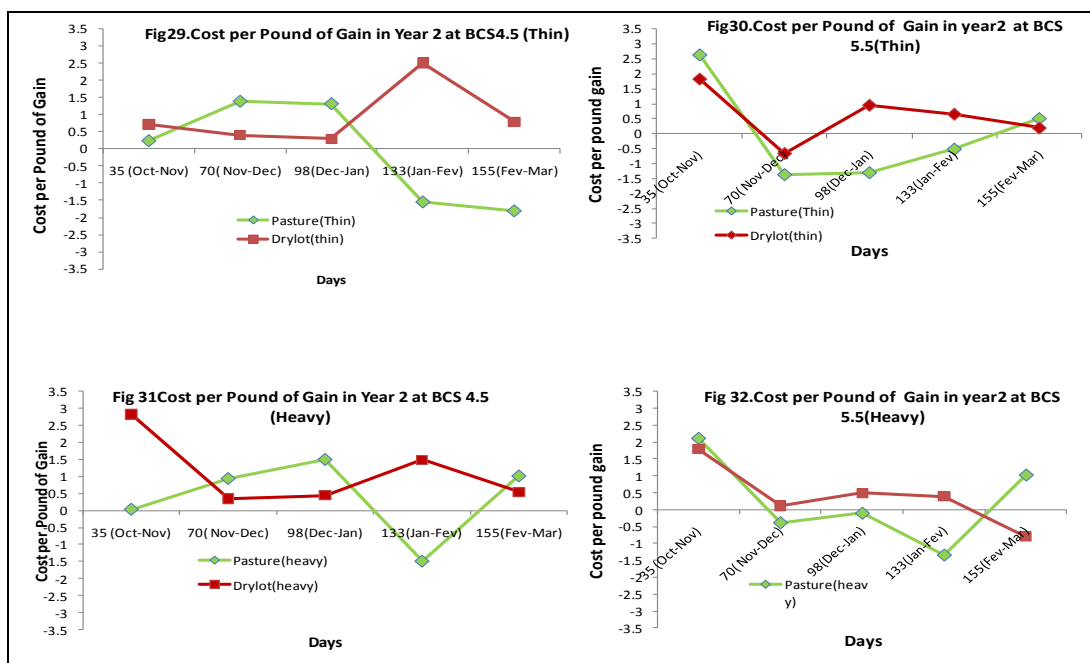 Fig29.Cost per Pound of Gain in Year 2 at BCS4.5 (Thin)
Cost per Pound of Gain
3.5
3
2.5
2
1.5
1
0.5
0
-0.5
-1
-1.5
-2
-2.5
-3
-3.5
35 (Oct-Nov)
70( Nov-Dec)
98(Dec-Jan)
133(Jan-Fev)
155(Fev-Mar)
Pasture(Thin)
Drylot(thin)
Days
Fig30.Cost per Pound of Gain in year2 at BCS
5.5(Thin)
Cost per pound gain
3.5
3
2.5
2
1.5
1
0.5
0
-0.5
-1
-1.5
-2
-2.5
-3
-3.5
35 (Oct-Nov)
70( Nov-Dec)
98(Dec-Jan)
133(Jan-Fev)
155(Fev-Mar)
Pasture(Thin)
Drylot(thin)
Days
Fig 31Cost per Pound of Gain in Year 2 at BCS 4.5
(Heavy)
Cost per Pound of Gain
3.5
3
2.5
2
1.5
1
0.5
0
-0.5
-1
-1.5
-2
-2.5
-3
-3.5
35 (Oct-Nov)
70( Nov-Dec)
98(Dec-Jan)
133(Jan-Fev)
155(Fev-Mar)
Pasture(heavy)
Drylot(heavy)
Days
Fig 32.Cost per Pound of Gain in year2 at BCS
5.5(Heavy)
Cost per pound gain
3.5
3
2.5
2
1.5
1
0.5
0
-0.5
-1
-1.5
-2
-2.5
-3
-3.5
35 (Oct-Nov)
70( Nov-Dec)
98(Dec-Jan)
133(Jan-Fev)
155(Fev-Mar)
Pasture(heav
y)
Days